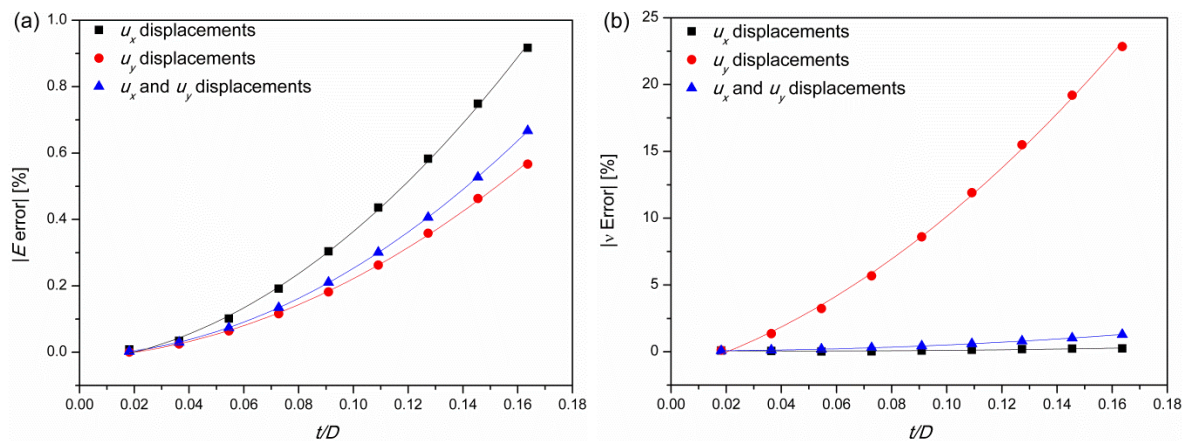 (a)
u_x displacements
u_y displacements
u_x and u_y displacements
|E error| [%]
1.0
0.8
0.6
0.4
0.2
0.0
0.00 0.02 0.04 0.06 0.08 0.10 0.12 0.14 0.16 0.18
t/D
(b)
u_x displacements
u_y displacements
u_x and u_y displacements
|ν Error| [%]
25
20
15
10
5
0
0.00 0.02 0.04 0.06 0.08 0.10 0.12 0.14 0.16 0.18
t/D